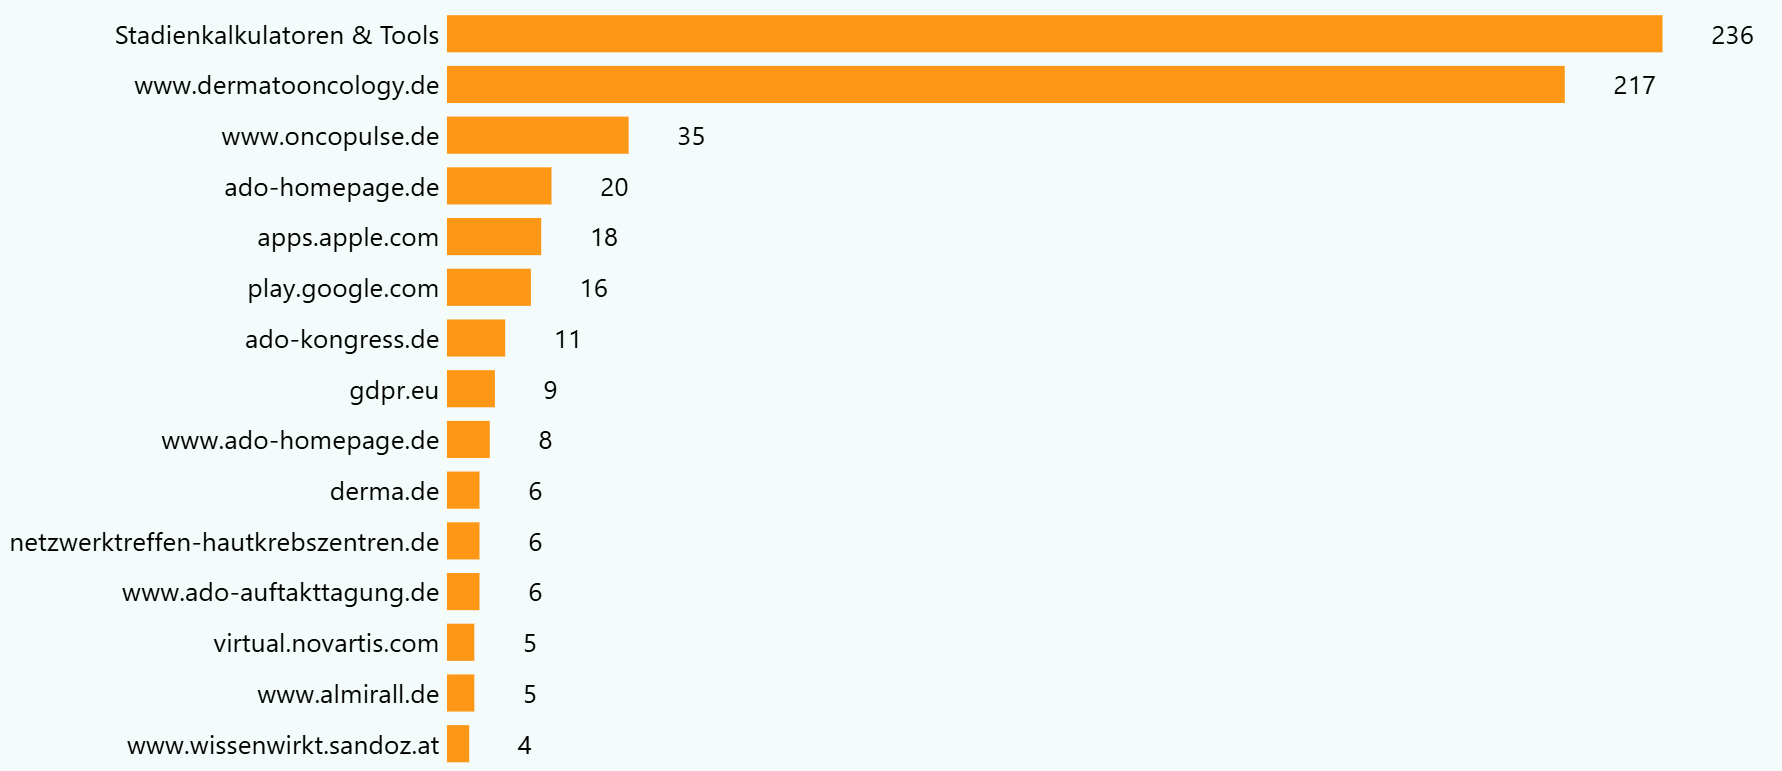 Stadienkalkulatoren & Tools 236
www.dermatooncology.de 217
www.oncopulse.de 35
ado-homepage.de 20
apps.apple.com 18
play.google.com 16
ado-kongress.de 11
gdpr.eu 9
www.ado-homepage.de 8
derma.de 6
netzwerktreffen-hautkrebszentren.de 6
www.ado-auftakttagung.de 6
virtual.novartis.com 5
www.almirall.de 5
www.wissenwirkt.sandoz.at 4